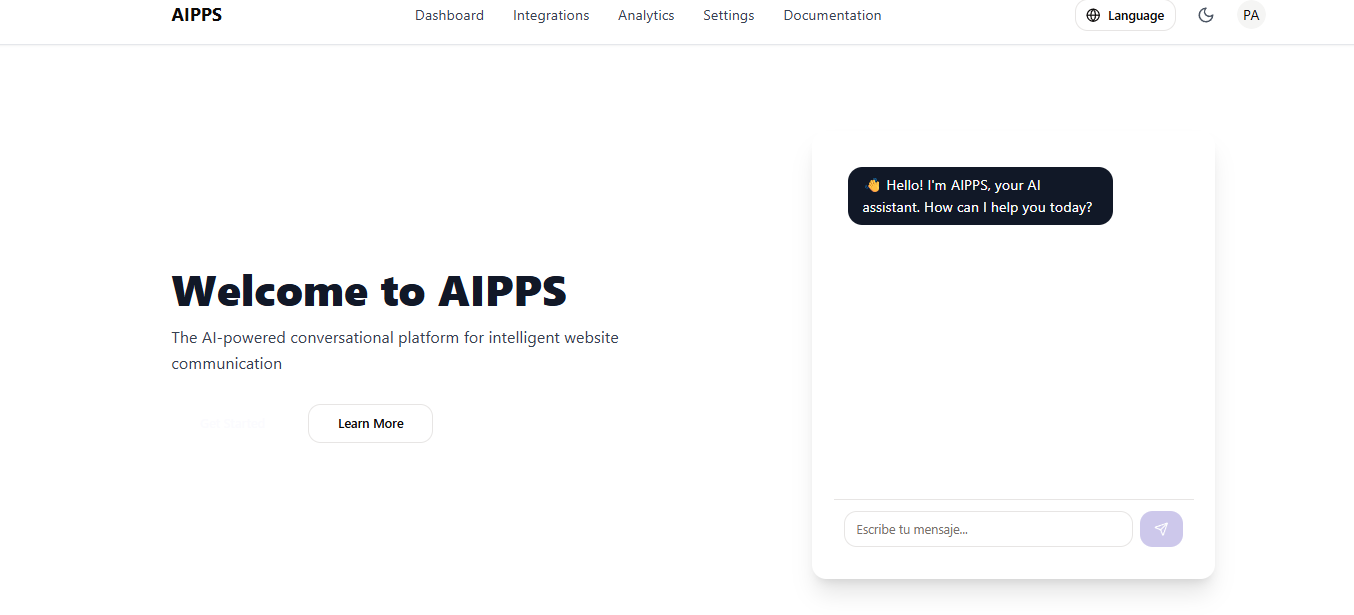 AIPPS
Dashboard Integrations Analytics Settings Documentation
Language
PA
Welcome to AIPPS
The AI-powered conversational platform for intelligent website
communication
Learn More
👋 Hello! I'm AIPPS, your AI
assistant. How can I help you today?
Escribe tu mensaje...